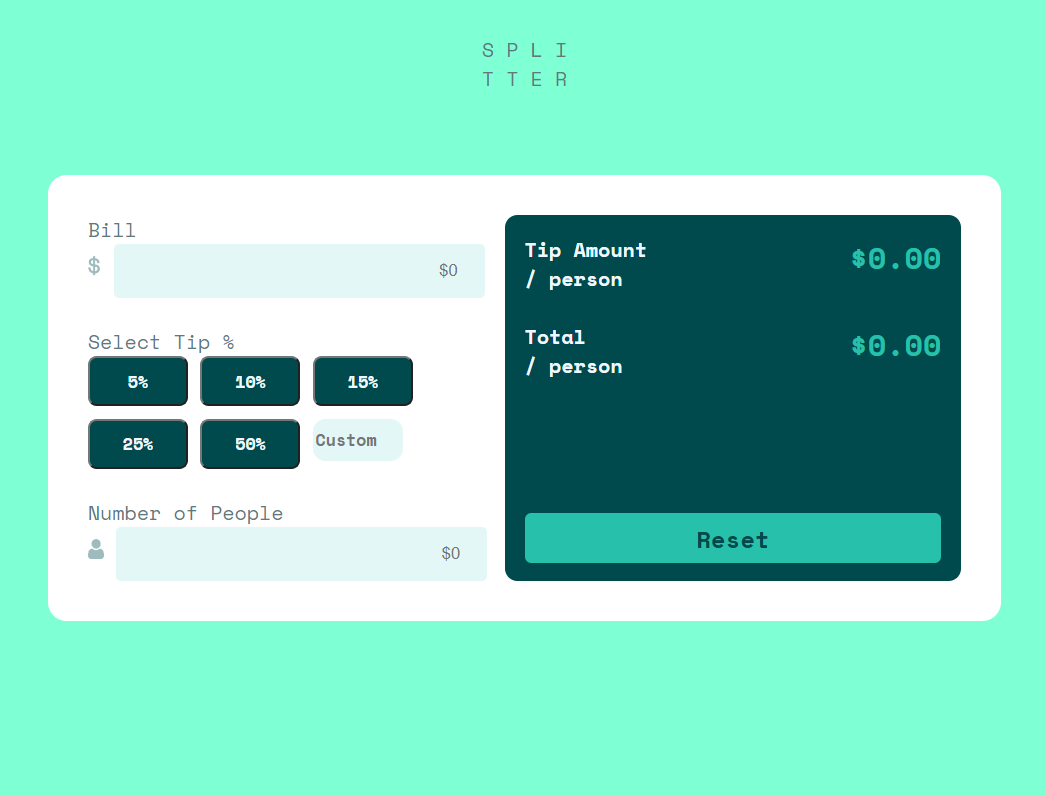 S P L I
T T E R
Bill
$
$0
Select Tip %
5%
10%
15%
25%
50%
Custom
Number of People
$0
Tip Amount
/ person
$0.00
Total
/ person
$0.00
Reset